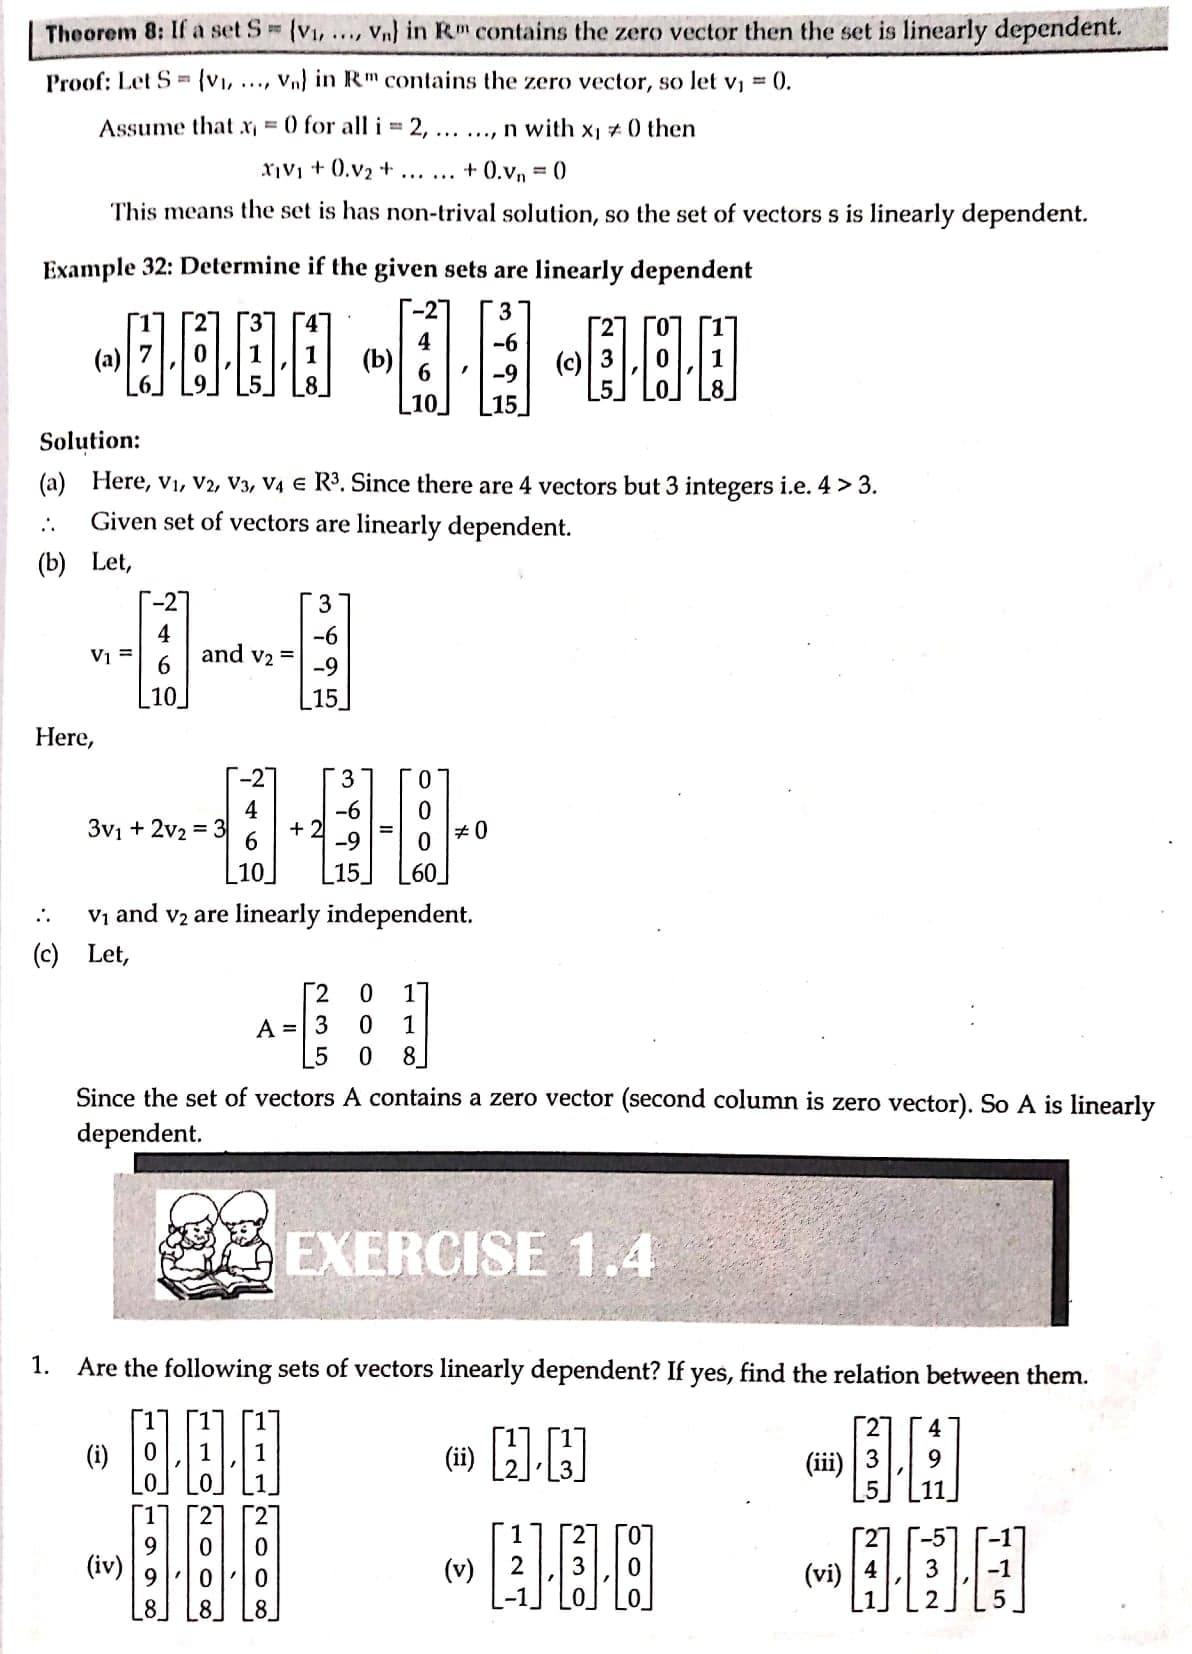 Theorem 8: If a set S = {v₁, ..., vₙ} in Rᵐ contains the zero vector then the set is linearly dependent.
Proof: Let S = {v₁, ..., vₙ} in Rᵐ contains the zero vector, so let v₁ = 0.
Assume that xᵢ = 0 for all i = 2, ... ..., n with x₁ ≠ 0 then
x₁v₁ + 0.v₂ + ... ... + 0.vₙ = 0
This means the set is has non-trival solution, so the set of vectors s is linearly dependent.
Example 32: Determine if the given sets are linearly dependent
(a) [1 7 6], [2 0 9], [3 1 5], [4 1 8] (b) [-2 4 6 10], [3 -6 -9 15] (c) [2 3 5], [0 0 0], [1 1 8]
Solution:
(a) Here, v₁, v₂, v₃, v₄ ∈ R³. Since there are 4 vectors but 3 integers i.e. 4 > 3.
∴ Given set of vectors are linearly dependent.
(b) Let,
v₁ = [-2 4 6 10] and v₂ = [3 -6 -9 15]
Here,
3v₁ + 2v₂ = 3 [-2 4 6 10] + 2 [3 -6 -9 15] = [0 0 0 60] ≠ 0
∴ v₁ and v₂ are linearly independent.
(c) Let,
A = [2 0 1
3 0 1
5 0 8]
Since the set of vectors A contains a zero vector (second column is zero vector). So A is linearly
dependent.
EXERCISE 1.4
1. Are the following sets of vectors linearly dependent? If yes, find the relation between them.
(i) [1 0 0], [1 1 0], [1 1 1] (ii) [1 2], [1 3] (iii) [2 3 5], [4 9 11]
(iv) [1 9 9 8], [2 0 0 8], [2 0 0 8] (v) [1 2 -1], [2 3 0], [0 0 0] (vi) [2 4 1], [-5 3 2], [-1 -1 5]